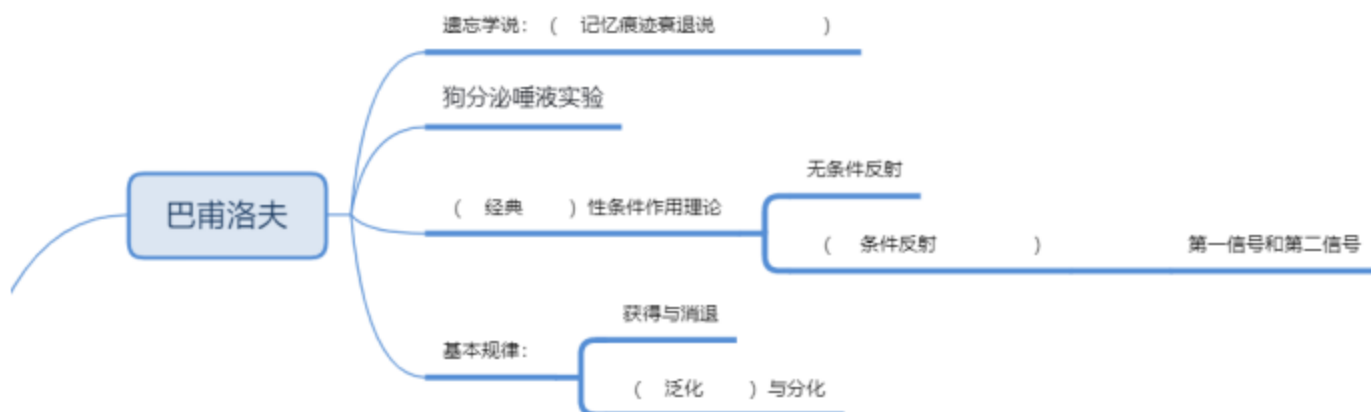 遗忘学说：（ 记忆痕迹衰退说 ）
狗分泌唾液实验
无条件反射
（ 经典 ）性条件作用理论
巴甫洛夫
（ 条件反射 ） 第一信号和第二信号
获得与消退
基本规律：
（ 泛化 ）与分化